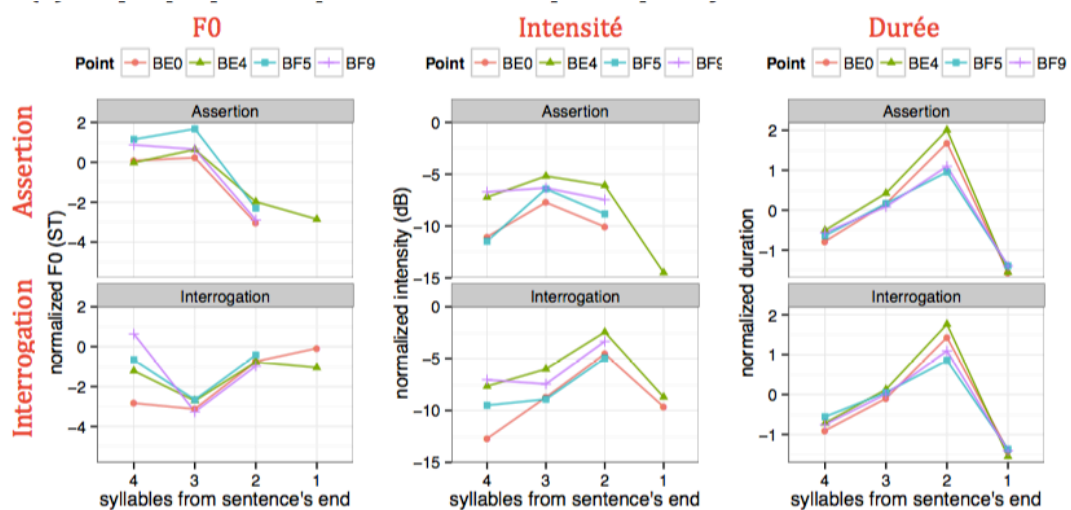 F0 Intensité Durée
Point BE0 BE4 BF5 BF9 Point BE0 BE4 BF5 BF9 Point BE0 BE4 BF5 BF9
Assertion
Assertion Assertion Assertion
2 0 −2 −4
0 −5 −10 −15
2 1 0 −1
normalized F0 (ST)
normalized intensity (dB)
normalized duration
Interrogation
Interrogation Interrogation Interrogation
2 0 −2 −4
0 −5 −10 −15
2 1 0 −1
4 3 2 1 4 3 2 1 4 3 2 1
syllables from sentence's end syllables from sentence's end syllables from sentence's end